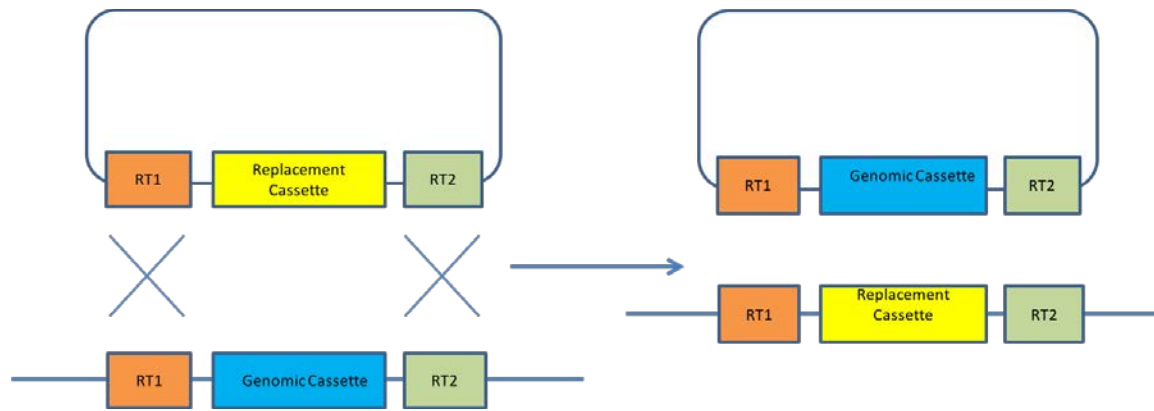 RT1
Replacement
Cassette
RT2
RT1
Genomic Cassette
RT2
RT1
Genomic Cassette
RT2
RT1
Replacement
Cassette
RT2